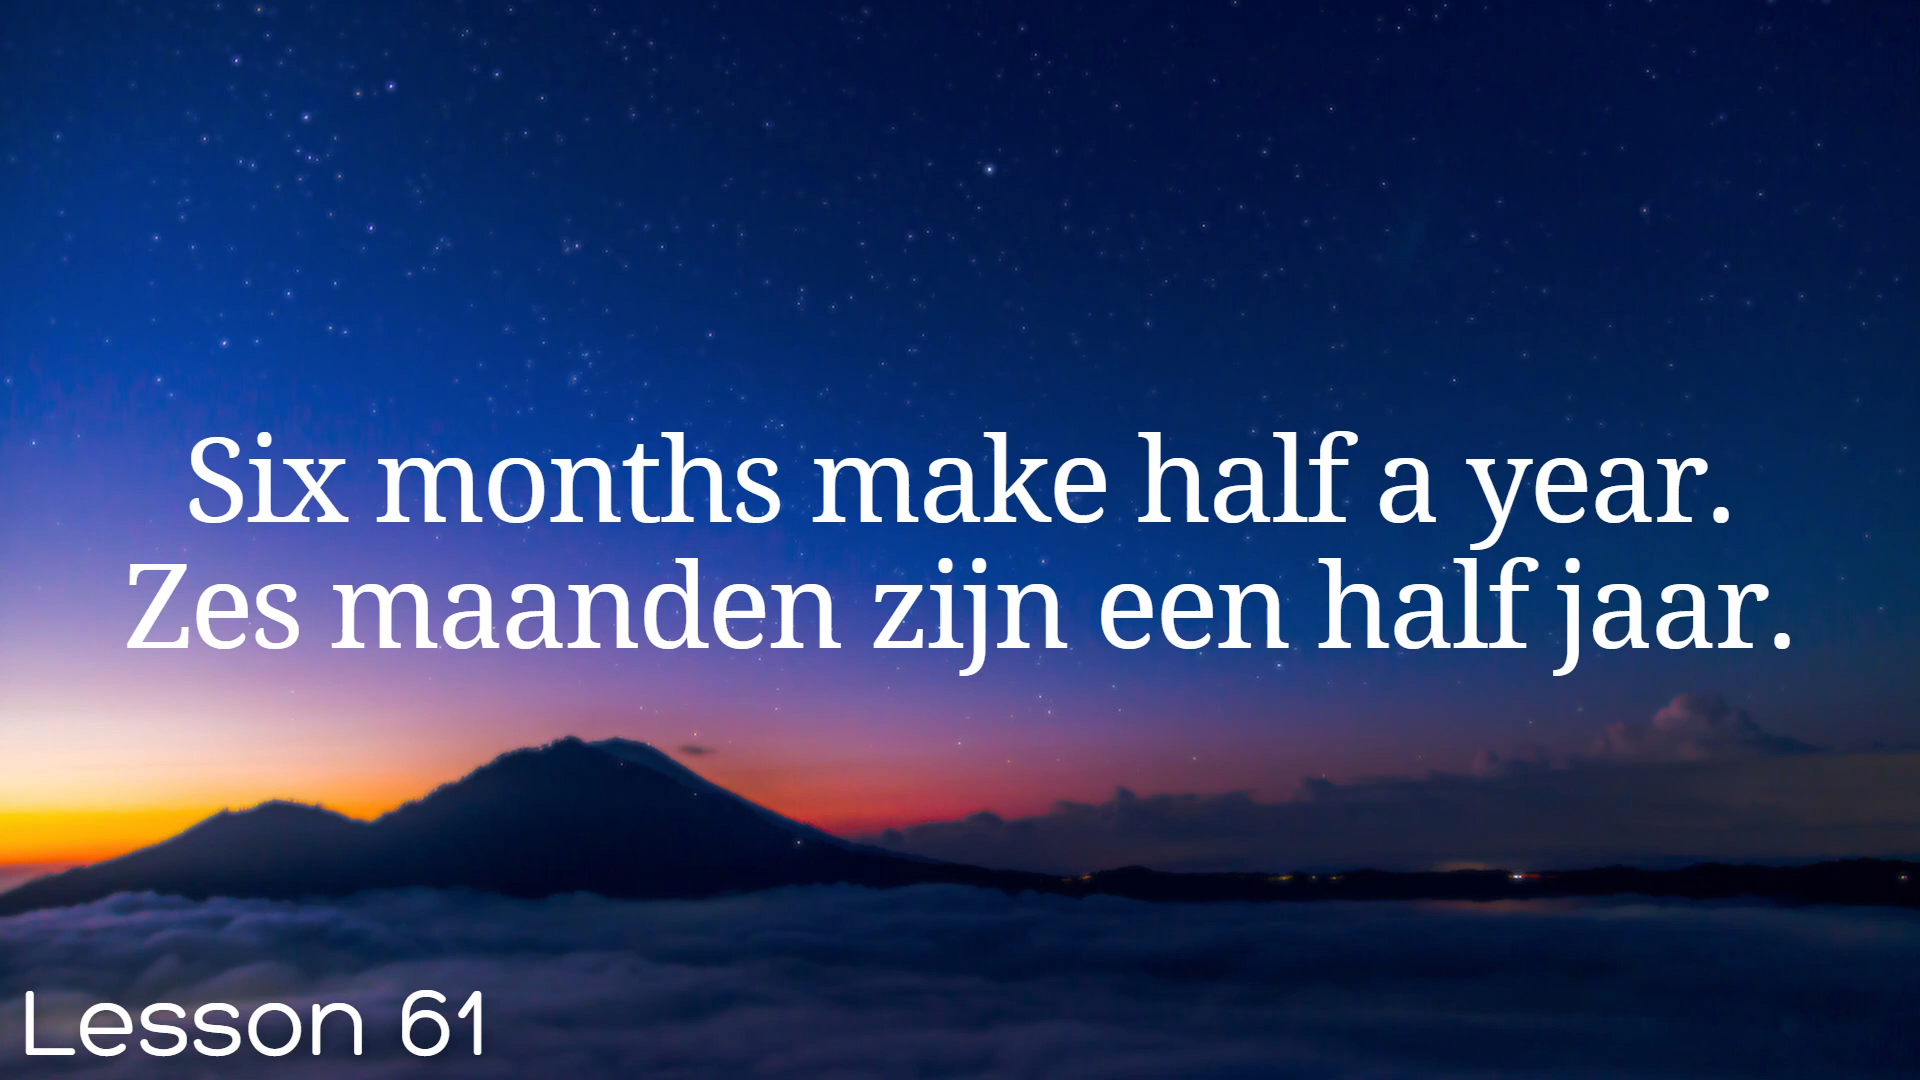 Six months make half a year.
Zes maanden zijn een half jaar.
Lesson 61